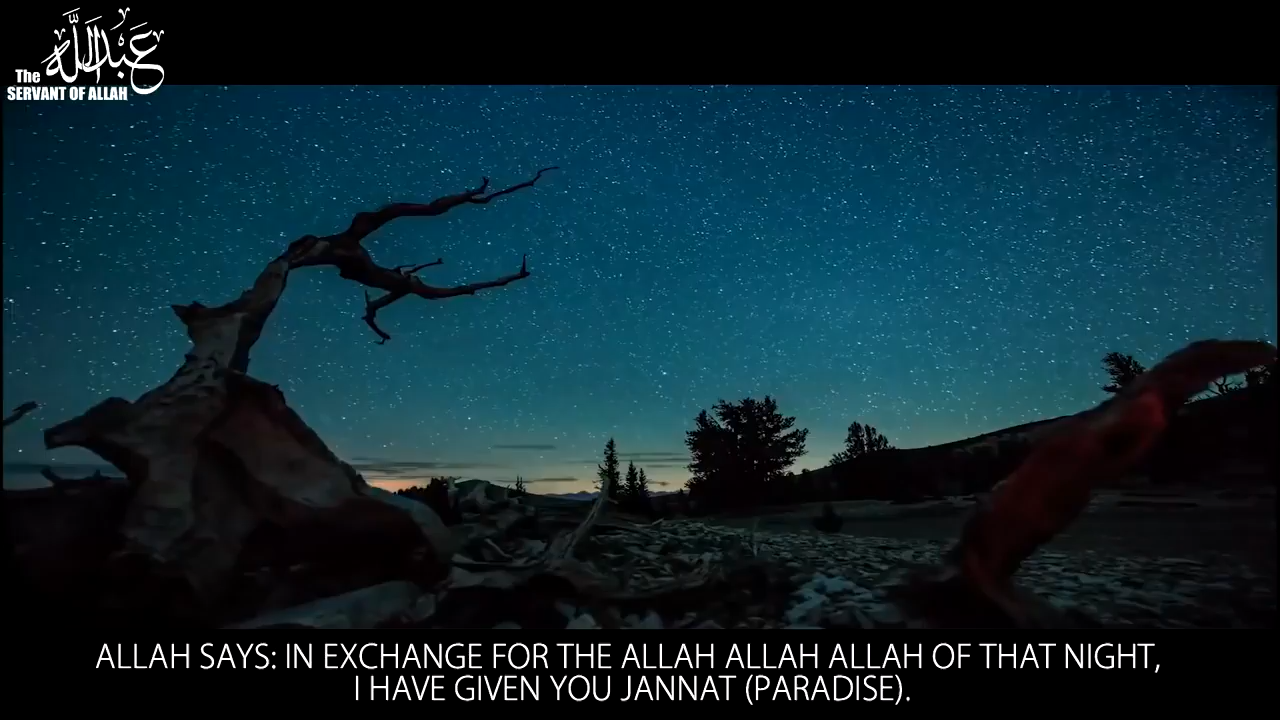 عبدالله
The
SERVANT OF ALLAH
ALLAH SAYS: IN EXCHANGE FOR THE ALLAH ALLAH ALLAH OF THAT NIGHT,
I HAVE GIVEN YOU JANNAT (PARADISE).